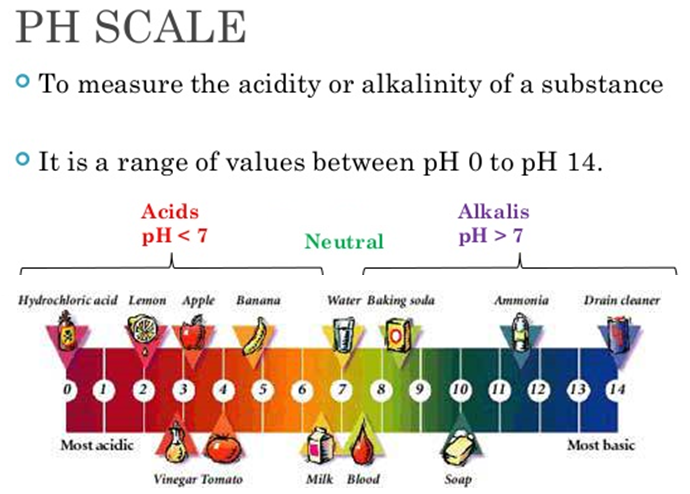 PH SCALE
To measure the acidity or alkalinity of a substance
It is a range of values between pH 0 to pH 14.
Acids
pH < 7
Neutral
Alkalis
pH > 7
Hydrochloric acid Lemon Apple Banana Water Baking soda Ammonia Drain cleaner
0 1 2 3 4 5 6 7 8 9 10 11 12 13 14
Most acidic Most basic
Vinegar Tomato Milk Blood Soap